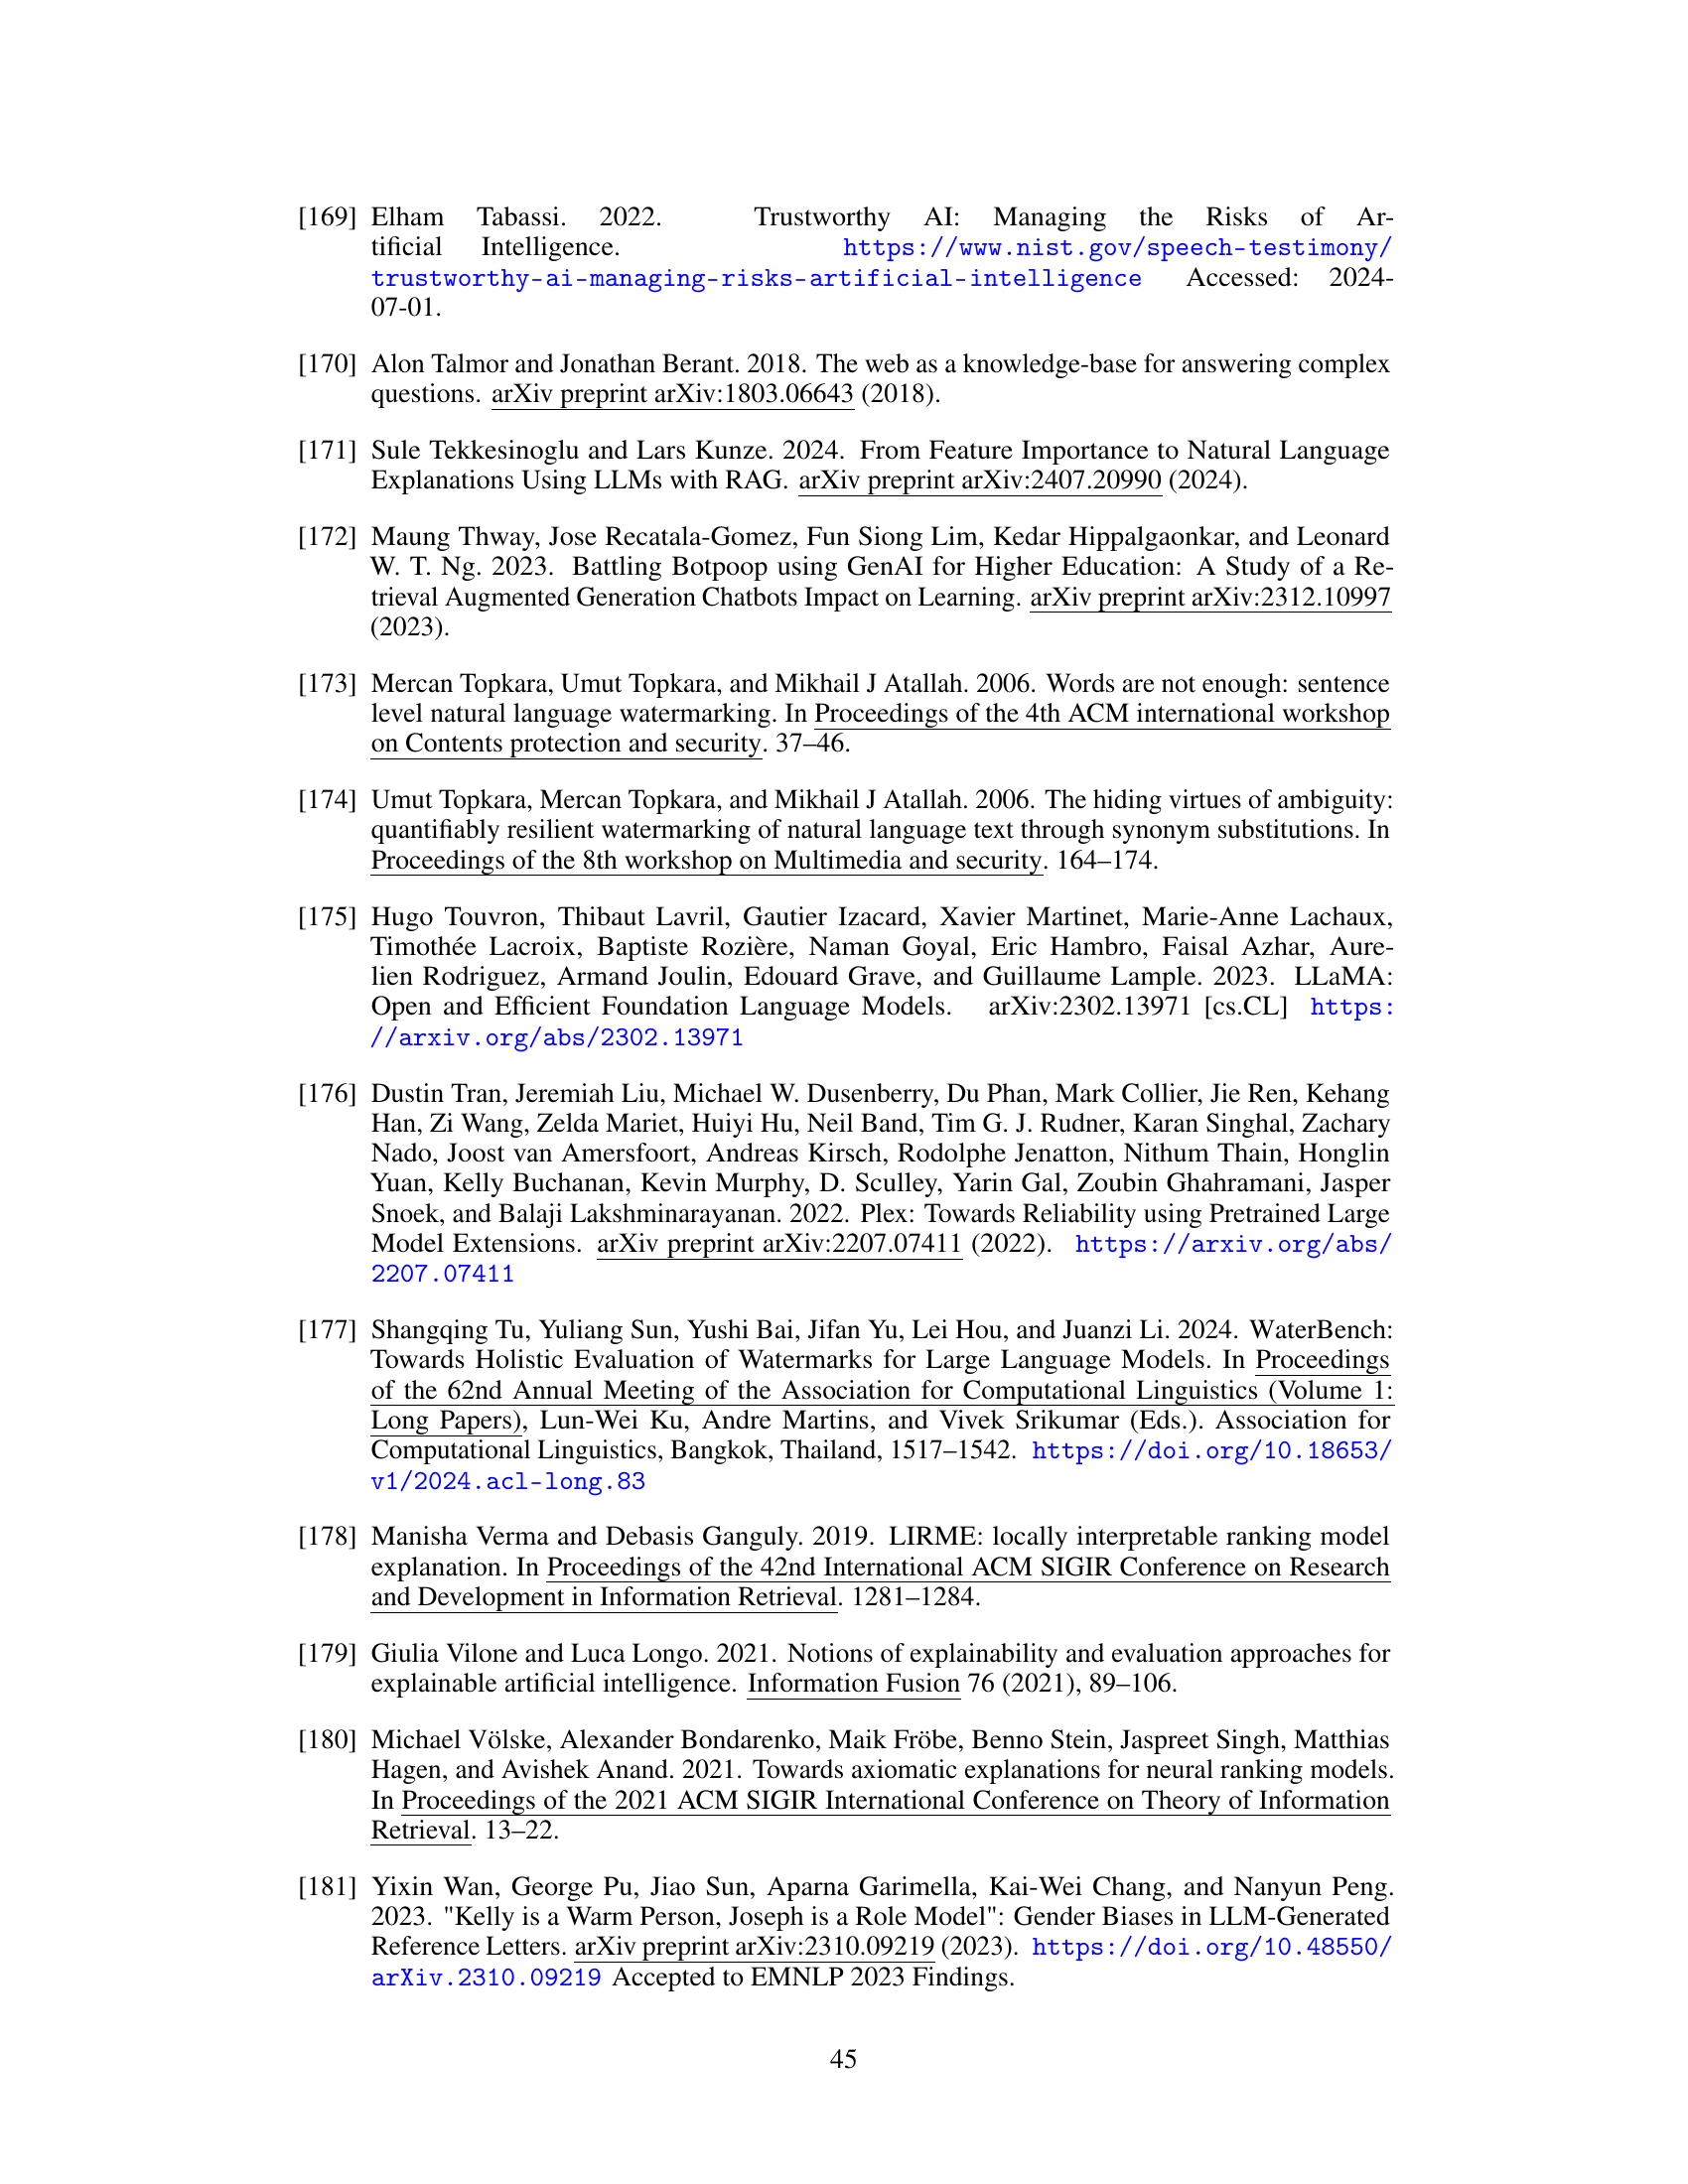 [169] Elham Tabassi. 2022. Trustworthy AI: Managing the Risks of Ar-
tificial Intelligence. https://www.nist.gov/speech-testimony/
trustworthy-ai-managing-risks-artificial-intelligence Accessed: 2024-
07-01.
[170] Alon Talmor and Jonathan Berant. 2018. The web as a knowledge-base for answering complex
questions. arXiv preprint arXiv:1803.06643 (2018).
[171] Sule Tekkesinoglu and Lars Kunze. 2024. From Feature Importance to Natural Language
Explanations Using LLMs with RAG. arXiv preprint arXiv:2407.20990 (2024).
[172] Maung Thway, Jose Recatala-Gomez, Fun Siong Lim, Kedar Hippalgaonkar, and Leonard
W. T. Ng. 2023. Battling Botpoop using GenAI for Higher Education: A Study of a Re-
trieval Augmented Generation Chatbots Impact on Learning. arXiv preprint arXiv:2312.10997
(2023).
[173] Mercan Topkara, Umut Topkara, and Mikhail J Atallah. 2006. Words are not enough: sentence
level natural language watermarking. In Proceedings of the 4th ACM international workshop
on Contents protection and security. 37–46.
[174] Umut Topkara, Mercan Topkara, and Mikhail J Atallah. 2006. The hiding virtues of ambiguity:
quantifiably resilient watermarking of natural language text through synonym substitutions. In
Proceedings of the 8th workshop on Multimedia and security. 164–174.
[175] Hugo Touvron, Thibaut Lavril, Gautier Izacard, Xavier Martinet, Marie-Anne Lachaux,
Timothée Lacroix, Baptiste Rozière, Naman Goyal, Eric Hambro, Faisal Azhar, Aure-
lien Rodriguez, Armand Joulin, Edouard Grave, and Guillaume Lample. 2023. LLaMA:
Open and Efficient Foundation Language Models. arXiv:2302.13971 [cs.CL] https:
//arxiv.org/abs/2302.13971
[176] Dustin Tran, Jeremiah Liu, Michael W. Dusenberry, Du Phan, Mark Collier, Jie Ren, Kehang
Han, Zi Wang, Zelda Mariet, Huiyi Hu, Neil Band, Tim G. J. Rudner, Karan Singhal, Zachary
Nado, Joost van Amersfoort, Andreas Kirsch, Rodolphe Jenatton, Nithum Thain, Honglin
Yuan, Kelly Buchanan, Kevin Murphy, D. Sculley, Yarin Gal, Zoubin Ghahramani, Jasper
Snoek, and Balaji Lakshminarayanan. 2022. Plex: Towards Reliability using Pretrained Large
Model Extensions. arXiv preprint arXiv:2207.07411 (2022). https://arxiv.org/abs/
2207.07411
[177] Shangqing Tu, Yuliang Sun, Yushi Bai, Jifan Yu, Lei Hou, and Juanzi Li. 2024. WaterBench:
Towards Holistic Evaluation of Watermarks for Large Language Models. In Proceedings
of the 62nd Annual Meeting of the Association for Computational Linguistics (Volume 1:
Long Papers), Lun-Wei Ku, Andre Martins, and Vivek Srikumar (Eds.). Association for
Computational Linguistics, Bangkok, Thailand, 1517–1542. https://doi.org/10.18653/
v1/2024.acl-long.83
[178] Manisha Verma and Debasis Ganguly. 2019. LIRME: locally interpretable ranking model
explanation. In Proceedings of the 42nd International ACM SIGIR Conference on Research
and Development in Information Retrieval. 1281–1284.
[179] Giulia Vilone and Luca Longo. 2021. Notions of explainability and evaluation approaches for
explainable artificial intelligence. Information Fusion 76 (2021), 89–106.
[180] Michael Völske, Alexander Bondarenko, Maik Fröbe, Benno Stein, Jaspreet Singh, Matthias
Hagen, and Avishek Anand. 2021. Towards axiomatic explanations for neural ranking models.
In Proceedings of the 2021 ACM SIGIR International Conference on Theory of Information
Retrieval. 13–22.
[181] Yixin Wan, George Pu, Jiao Sun, Aparna Garimella, Kai-Wei Chang, and Nanyun Peng.
2023. "Kelly is a Warm Person, Joseph is a Role Model": Gender Biases in LLM-Generated
Reference Letters. arXiv preprint arXiv:2310.09219 (2023). https://doi.org/10.48550/
arXiv.2310.09219 Accepted to EMNLP 2023 Findings.
45